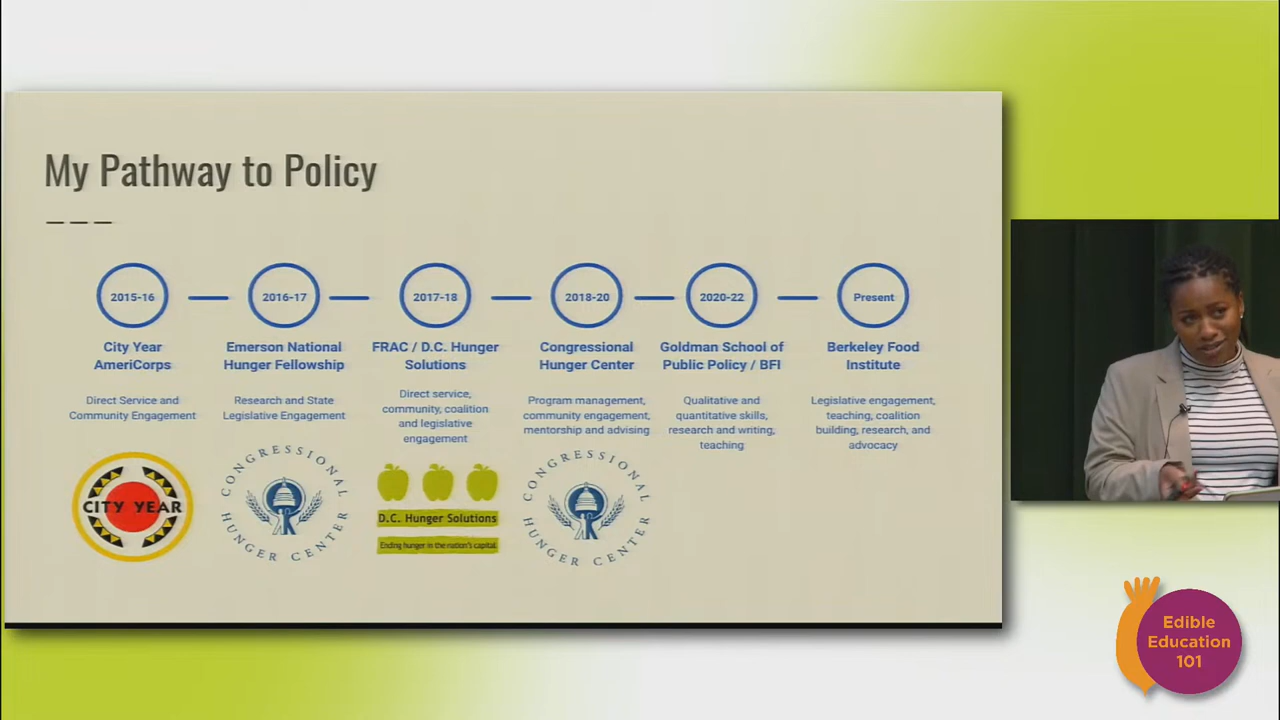 My Pathway to Policy
2015-16
2016-17
2017-18
2018-20
2020-22
Present
City Year
AmeriCorps
Emerson National
Hunger Fellowship
FRAC / D.C. Hunger
Solutions
Congressional
Hunger Center
Goldman School of
Public Policy / BFI
Berkeley Food
Institute
Direct Service and
Community Engagement
Research and State
Legislative Engagement
Direct service,
community, coalition
and legislative
engagement
Program management,
community engagement,
mentorship and advising
Qualitative and
quantitative skills,
research and writing,
teaching
Legislative engagement,
teaching, coalition
building, research, and
advocacy
CITY YEAR
CONGRESSIONAL
HUNGER CENTER
D.C. Hunger Solutions
Ending hunger in the nation's capital.
CONGRESSIONAL
HUNGER CENTER
Edible
Education
101